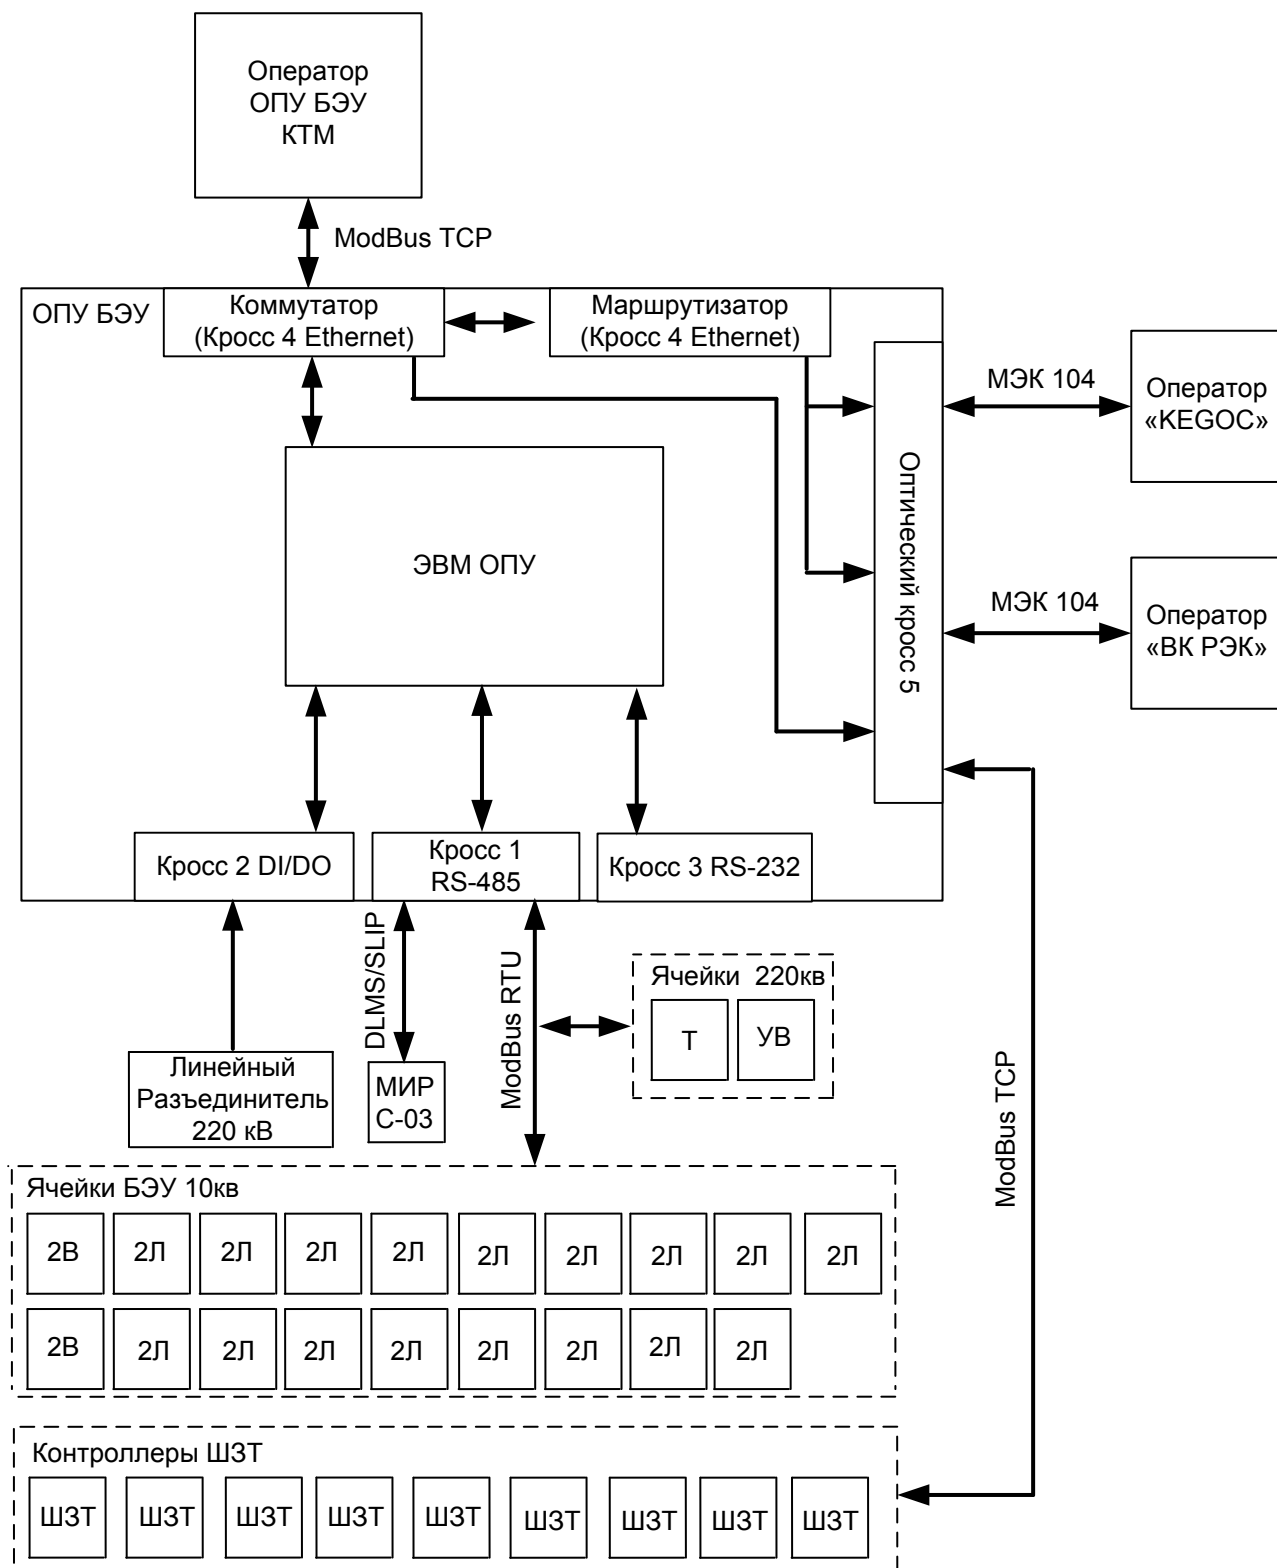 Оператор
ОПУ БЭУ
КТМ
ModBus TCP
ОПУ БЭУ
Коммутатор
(Кросс 4 Ethernet)
Маршрутизатор
(Кросс 4 Ethernet)
МЭК 104
Оператор
«KEGOC»
Оптический кросс 5
ЭВМ ОПУ
МЭК 104
Оператор
«ВК РЭК»
Кросс 2 DI/DO
Кросс 1
RS-485
Кросс 3 RS-232
DLMS/SLIP
ModBus RTU
Ячейки 220кв
Т
УВ
Линейный
Разъединитель
220 кВ
МИР
С-03
ModBus TCP
Ячейки БЭУ 10кв
2В 2Л 2Л 2Л 2Л 2Л 2Л 2Л 2Л 2Л
2В 2Л 2Л 2Л 2Л 2Л 2Л 2Л 2Л
Контроллеры ШЗТ
ШЗТ ШЗТ ШЗТ ШЗТ ШЗТ ШЗТ ШЗТ ШЗТ ШЗТ